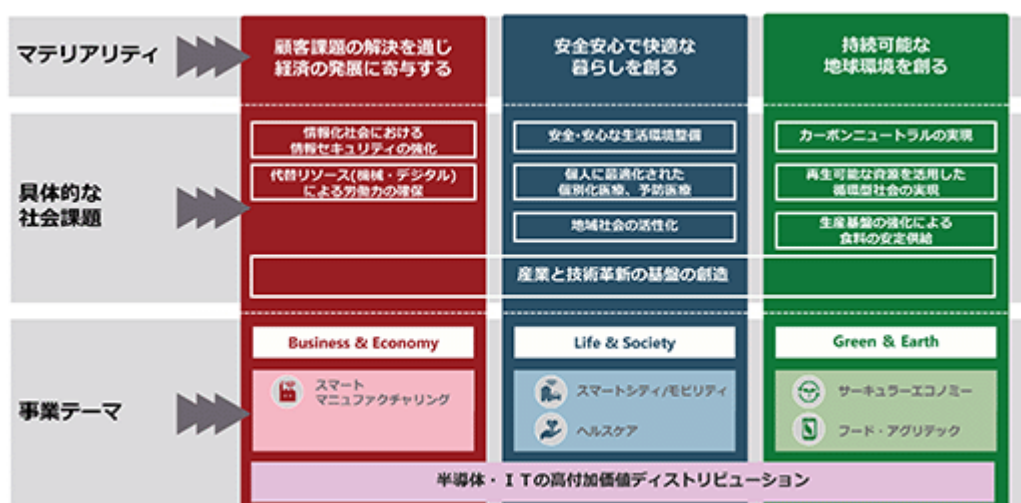 マテリアリティ
顧客課題の解決を通じ
経済の発展に寄与する
安全安心で快適な
暮らしを創る
持続可能な
地球環境を創る
具体的な
社会課題
情報化社会における
情報セキュリティの強化
代替リソース(機械・デジタル)
による労働力の確保
安全・安心な生活環境整備
個人に最適化された
個別化医療、予防医療
地域社会の活性化
カーボンニュートラルの実現
再生可能な資源を活用した
循環型社会の実現
生産基盤の強化による
食料の安定供給
産業と技術革新の基盤の創造
事業テーマ
Business & Economy
スマート
マニュファクチャリング
Life & Society
スマートシティ/モビリティ
ヘルスケア
Green & Earth
サーキュラーエコノミー
フード・アグリテック
半導体・ITの高付加価値ディストリビューション